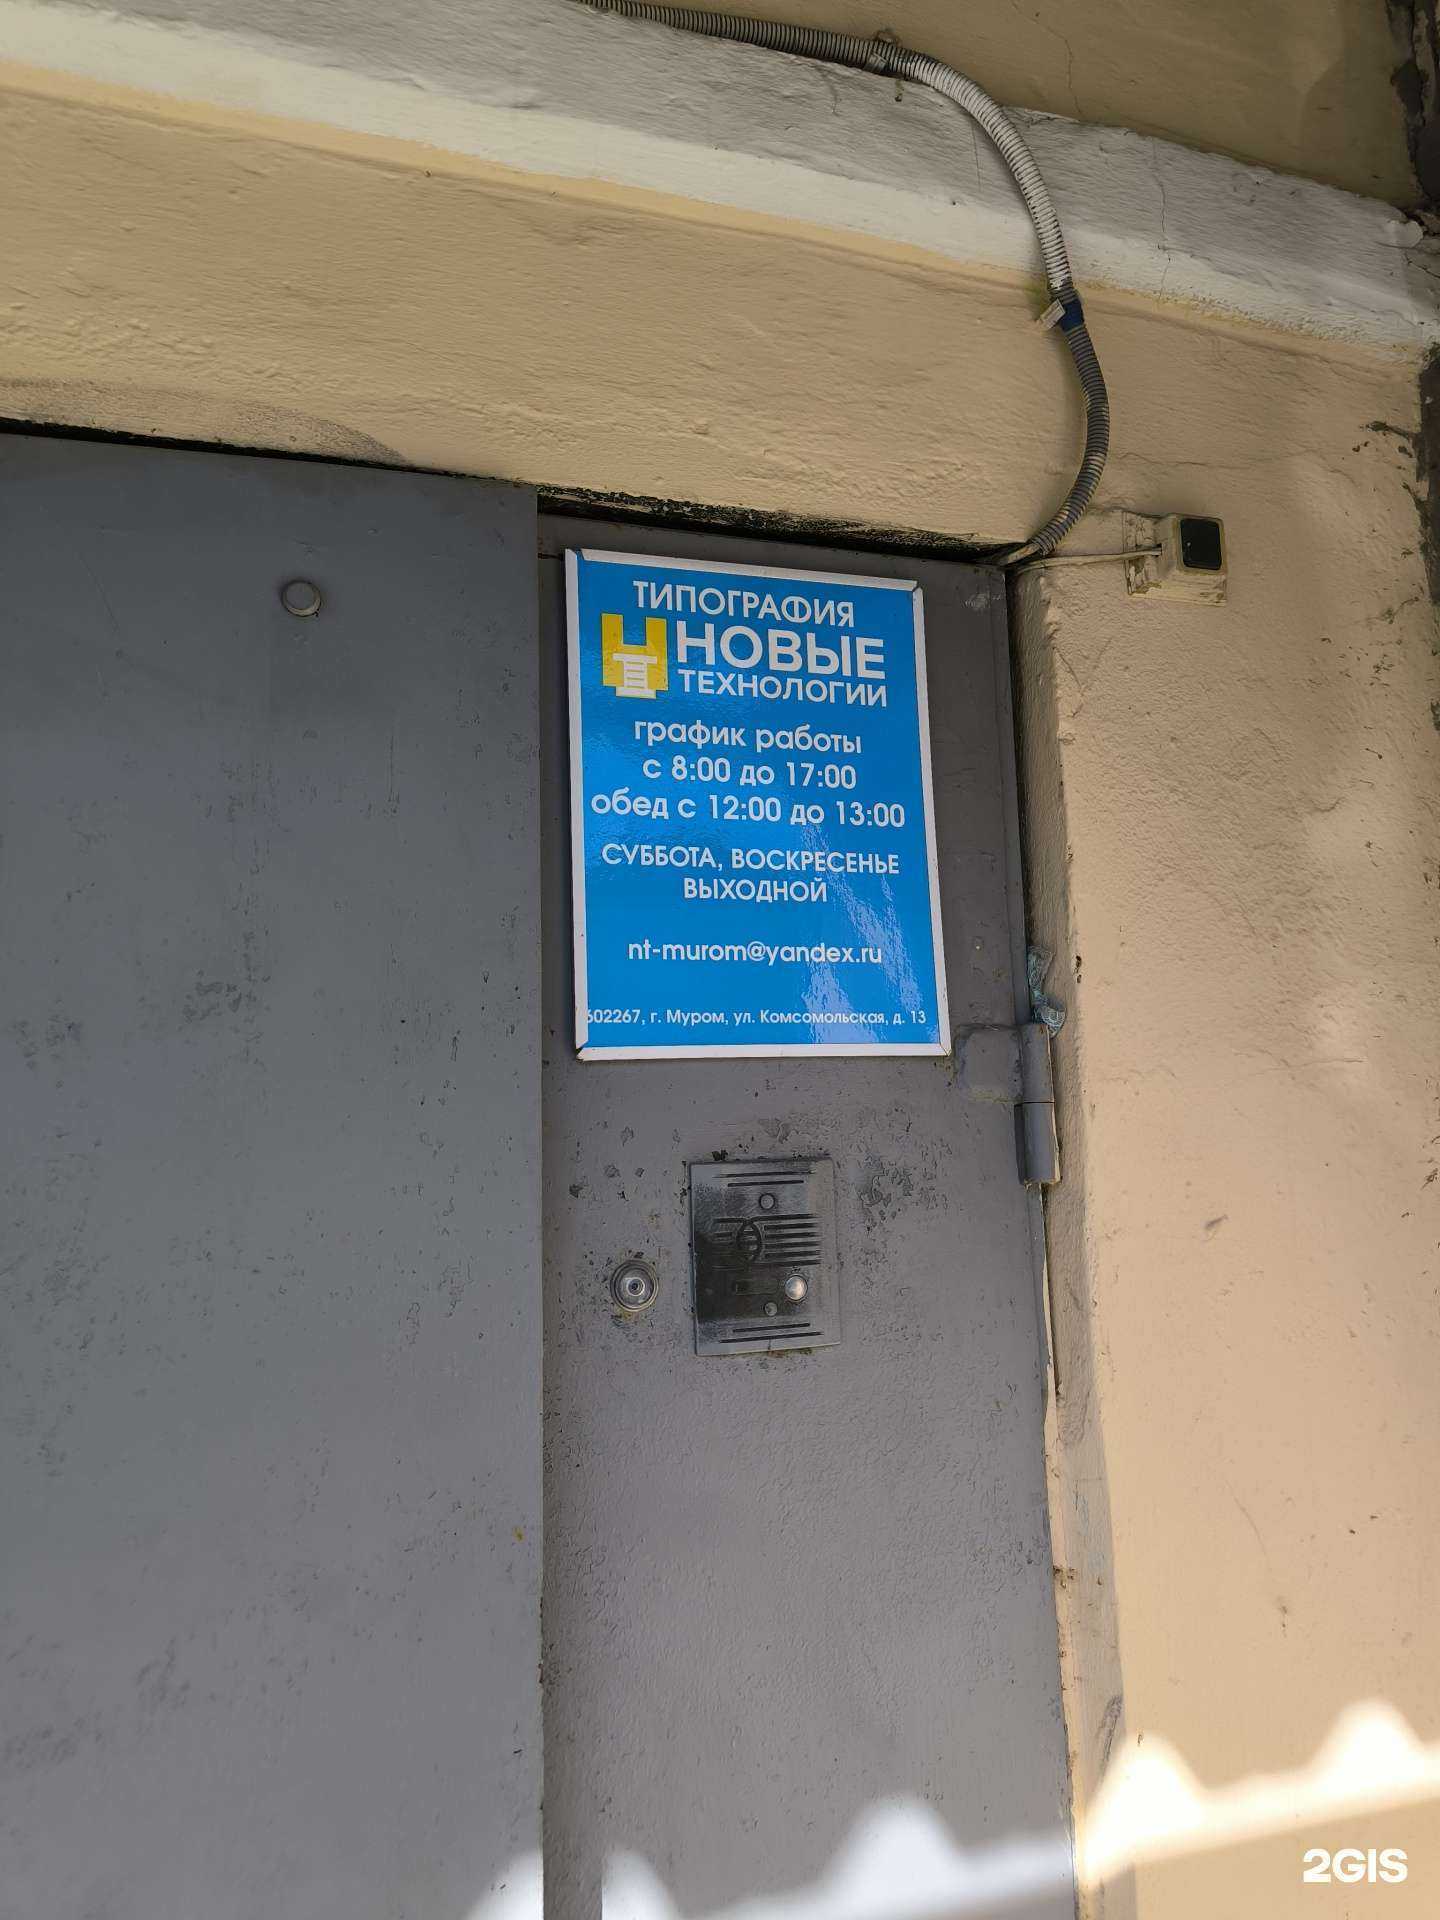 ТИПОГРАФИЯ
НОВЫЕ
ТЕХНОЛОГИИ
график работы
с 8:00 до 17:00
обед с 12:00 до 13:00
СУББОТА, ВОСКРЕСЕНЬЕ
ВЫХОДНОЙ
nt-murom@yandex.ru
602267, г. Муром, ул. Комсомольская, д. 13
2GIS